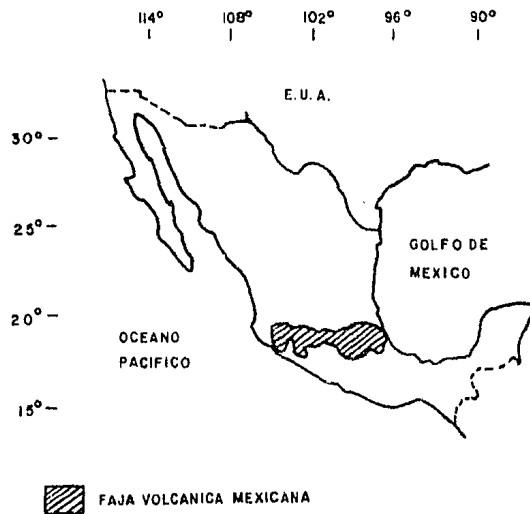 114° 108° 102° 96° 90°
E.U.A.
30°
25°
GOLFO DE
MEXICO
20°
OCEANO
PACIFICO
15°
FAJA VOLCANICA MEXICANA